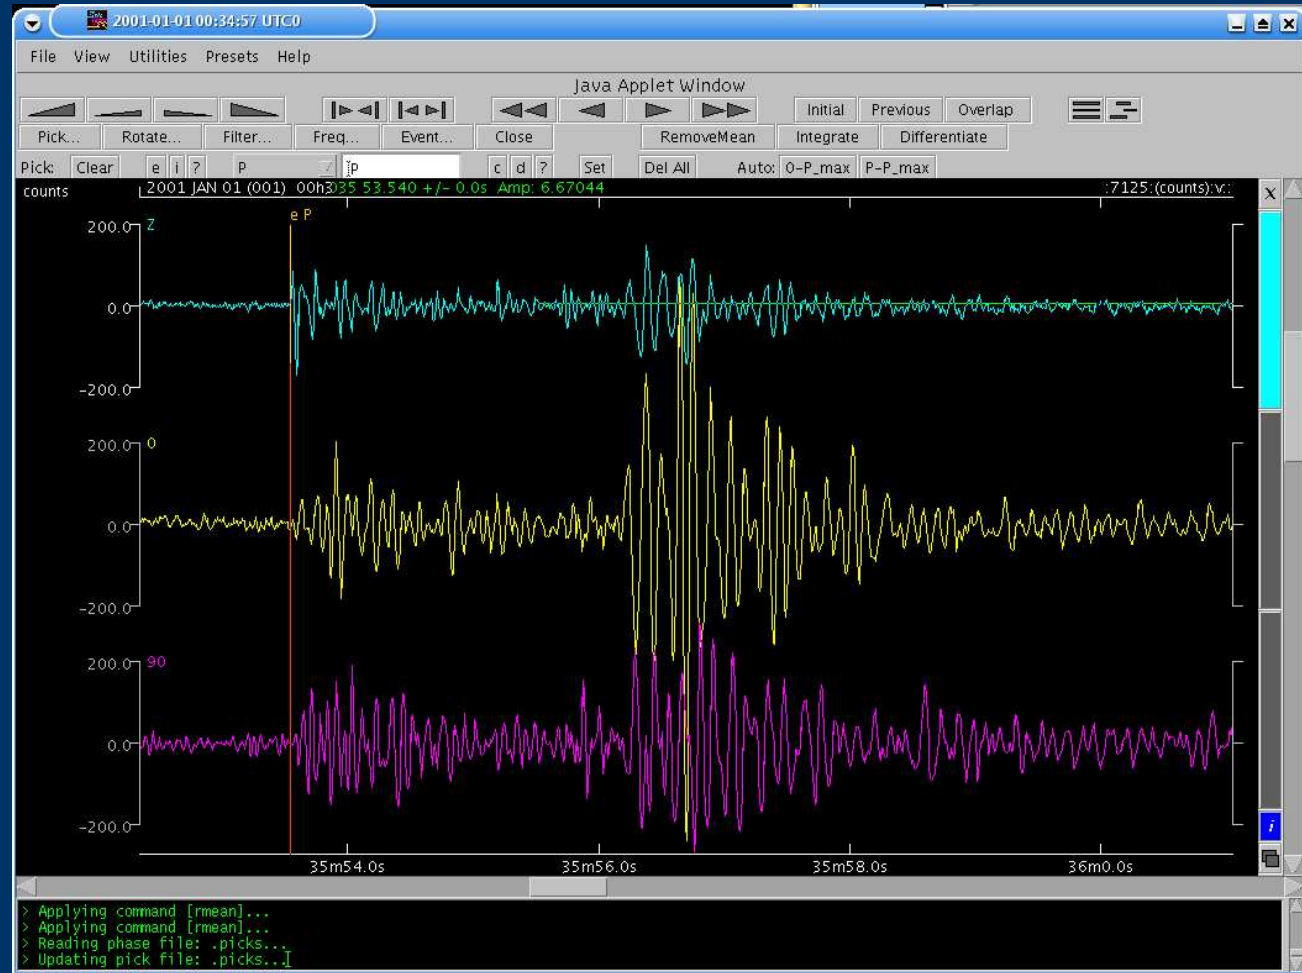 2001-01-01 00:34:57 UTC0
File View Utilities Presets Help
Java Applet Window
Initial Previous Overlap
Pick... Rotate... Filter... Freq... Event... Close RemoveMean Integrate Differentiate
Pick: Clear e i ? P p c d ? Set Del All Auto: 0-P_max P-P_max
counts 2001 JAN 01 (001) 00h3035 53.540 +/- 0.0s Amp: 6.67044 :7125:(counts):v:: X
e P
200.0 Z
0.0
-200.0
200.0 0
0.0
-200.0
200.0 90
0.0
-200.0
i
35m54.0s 35m56.0s 35m58.0s 36m0.0s
> Applying command [rmean]...
> Applying command [rmean]...
> Reading phase file: .picks...
> Updating pick file: .picks...